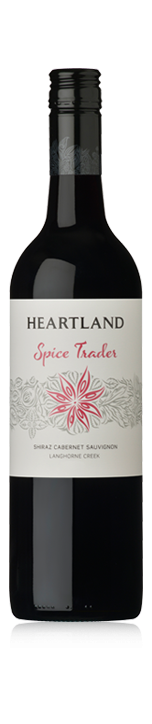 HEARTLAND
Spice Trader
SHIRAZ CABERNET SAUVIGNON
LANGHORNE CREEK